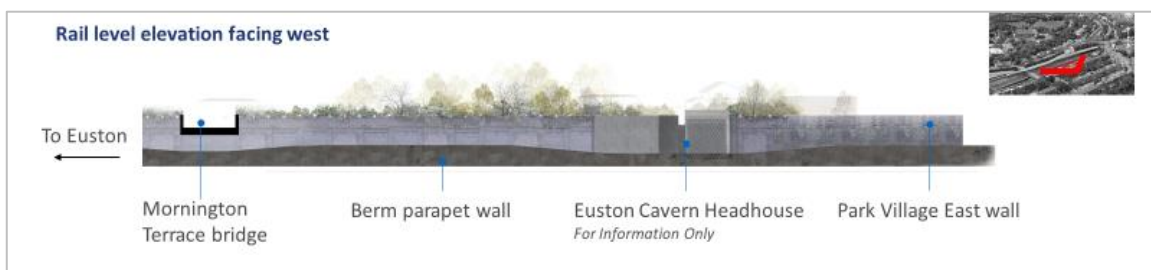 Rail level elevation facing west
To Euston
Mornington
Terrace bridge
Berm parapet wall
Euston Cavern Headhouse
For Information Only
Park Village East wall